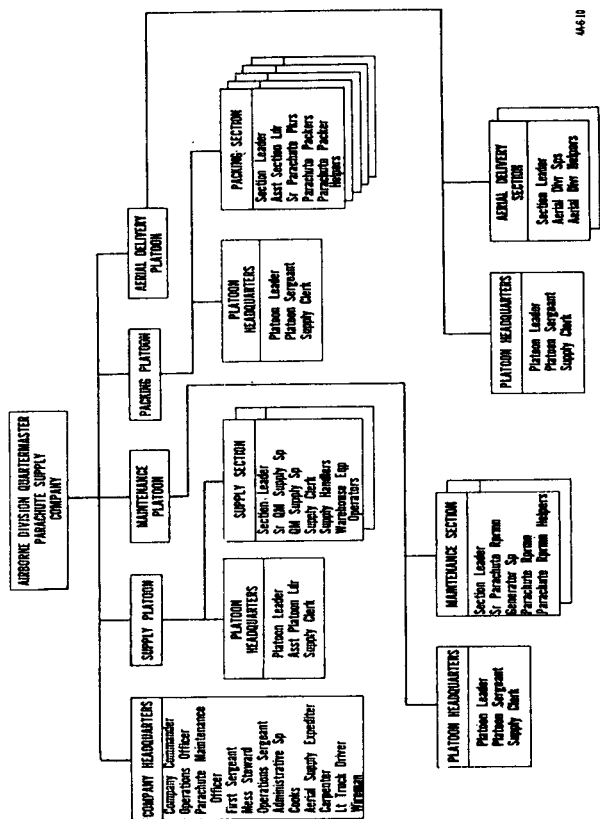 AIRBORNE DIVISION QUARTERMASTER
PARACHUTE SUPPLY
COMPANY
COMPANY HEADQUARTERS
Company Commander
Operations Officer
Parachute Maintenance
Officer
First Sergeant
Mess Steward
Operations Sergeant
Administrative Sp
Cooks
Aerial Supply Expediter
Carpenter
Lt Truck Driver
Wireman
SUPPLY PLATOON
PLATOON
HEADQUARTERS
Platoon Leader
Asst Platoon Ldr
Supply Clerk
SUPPLY SECTION
Section Leader
Sr QM Supply Sp
QM Supply Sp
Supply Clerk
Supply Handlers
Warehouse Eqp
Operators
MAINTENANCE
PLATOON
PLATOON HEADQUARTERS
Platoon Leader
Platoon Sergeant
Supply Clerk
MAINTENANCE SECTION
Section Leader
Sr Parachute Rprmn
Generator Sp
Parachute Rprmn
Parachute Rprmn Helpers
PACKING PLATOON
PLATOON
HEADQUARTERS
Platoon Leader
Platoon Sergeant
Supply Clerk
PACKING SECTION
Section Leader
Asst Section Ldr
Sr Parachute Pkrs
Parachute Packers
Parachute Packer
Helpers
AERIAL DELIVERY
PLATOON
PLATOON HEADQUARTERS
Platoon Leader
Platoon Sergeant
Supply Clerk
AERIAL DELIVERY
SECTION
Section Leader
Aerial Dlvr Sps
Aerial Dlvr Helpers